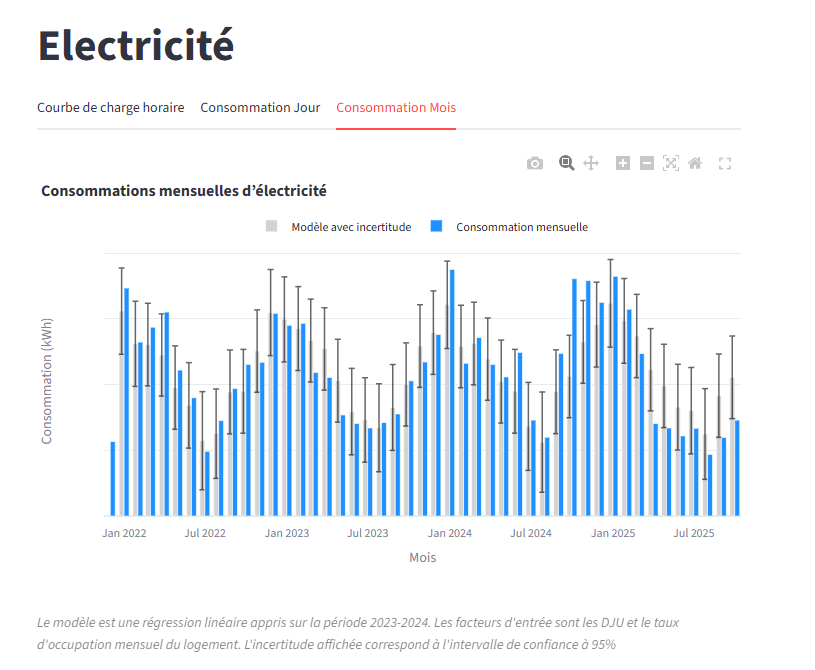 Electricité
Courbe de charge horaire Consommation Jour Consommation Mois
Consommations mensuelles d’électricité
Modèle avec incertitude Consommation mensuelle
Consommation (kWh)
Jan 2022 Jul 2022 Jan 2023 Jul 2023 Jan 2024 Jul 2024 Jan 2025 Jul 2025
Mois
Le modèle est une régression linéaire appris sur la période 2023-2024. Les facteurs d'entrée sont les DJU et le taux
d'occupation mensuel du logement. L'incertitude affichée correspond à l'intervalle de confiance à 95%